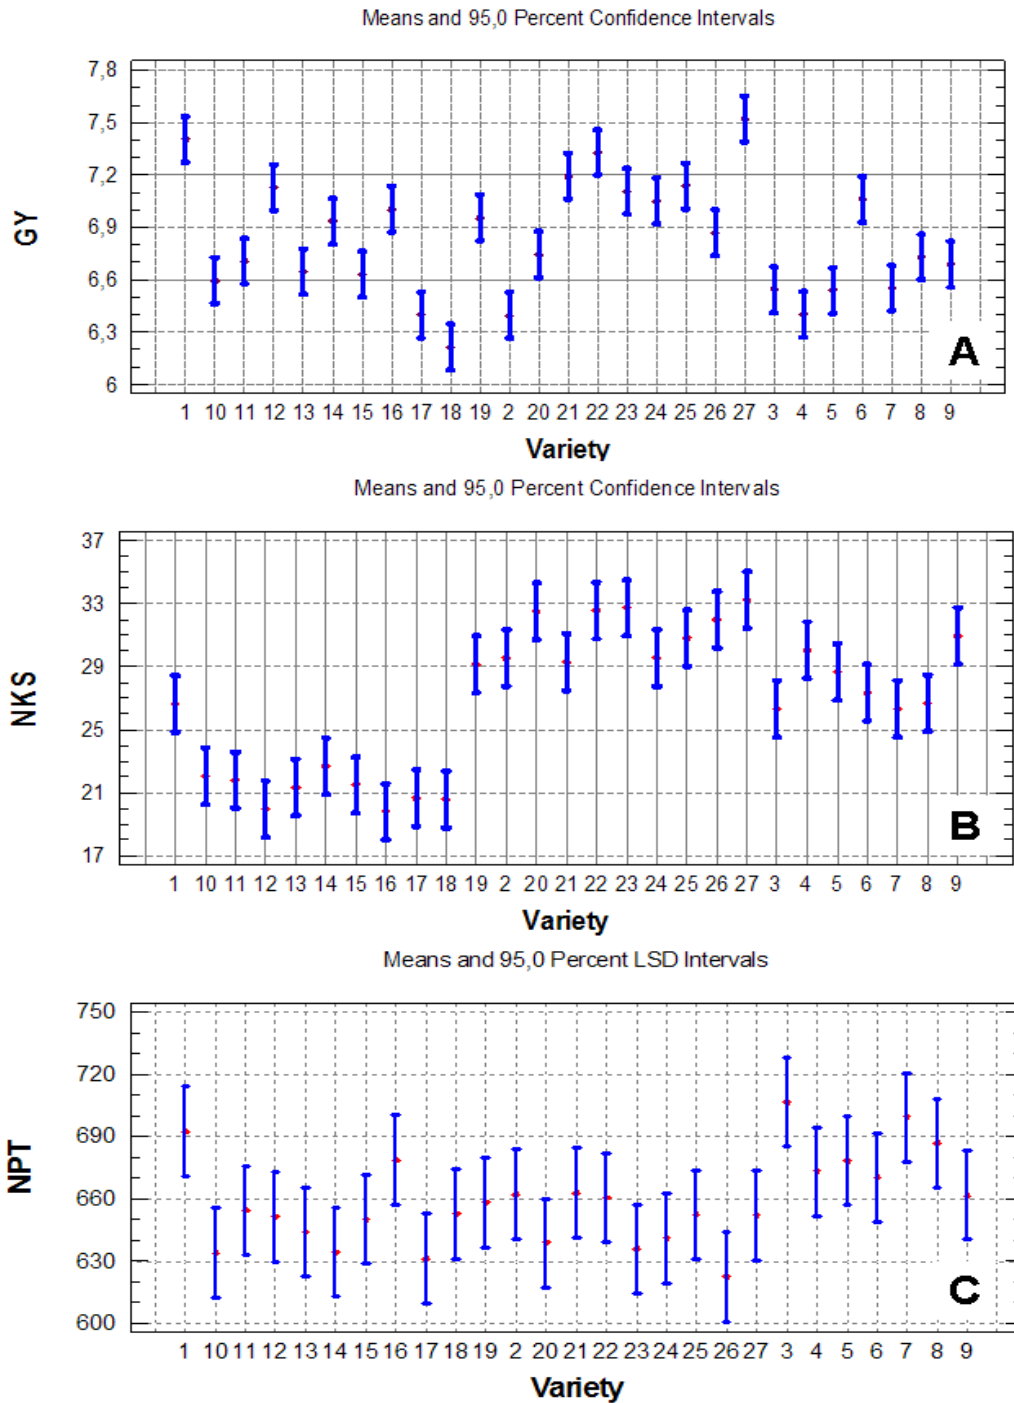 Means and 95,0 Percent Confidence Intervals
7,8
7,5
7,2
6,9
6,6
6,3
6
GY
A
1 10 11 12 13 14 15 16 17 18 19 2 20 21 22 23 24 25 26 27 3 4 5 6 7 8 9
Variety
Means and 95,0 Percent Confidence Intervals
37
33
29
25
21
17
NKS
B
1 10 11 12 13 14 15 16 17 18 19 2 20 21 22 23 24 25 26 27 3 4 5 6 7 8 9
Variety
Means and 95,0 Percent LSD Intervals
750
720
690
660
630
600
NPT
C
1 10 11 12 13 14 15 16 17 18 19 2 20 21 22 23 24 25 26 27 3 4 5 6 7 8 9
Variety